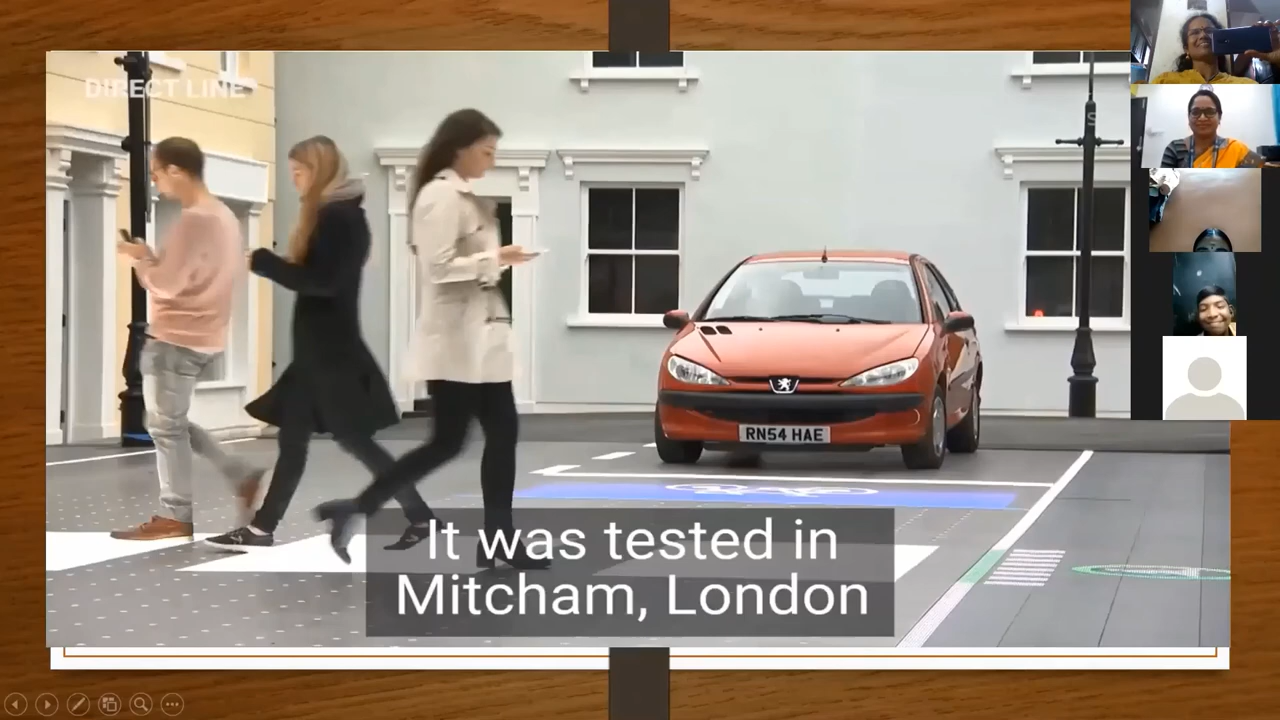 DIRECT LINE
RN54 HAE
It was tested in
Mitcham, London